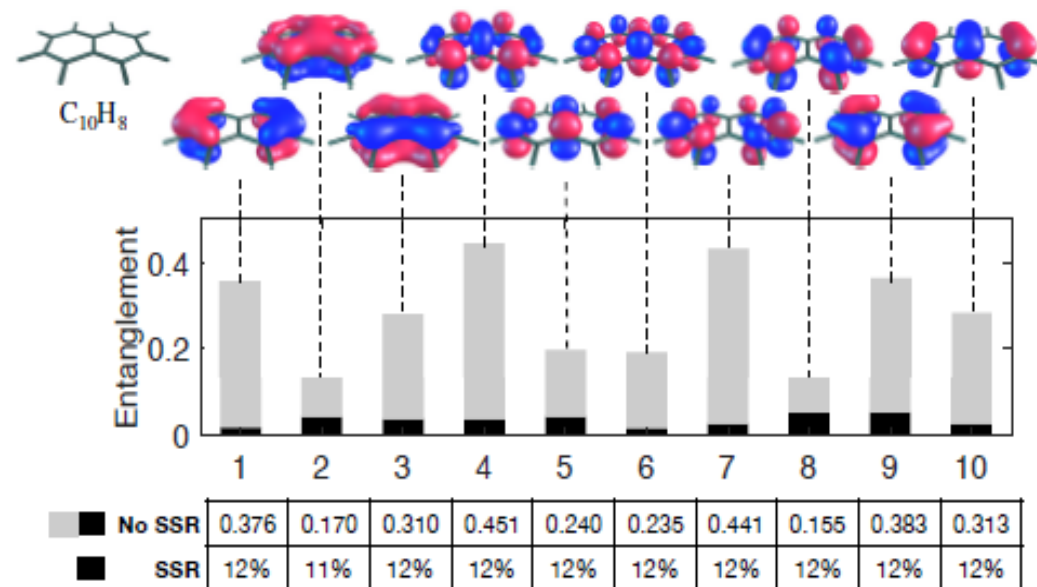 C10H8
Entanglement
0.4
0.2
0
1 2 3 4 5 6 7 8 9 10
No SSR 0.376 0.170 0.310 0.451 0.240 0.235 0.441 0.155 0.383 0.313
SSR 12% 11% 12% 12% 12% 12% 12% 12% 12% 12%